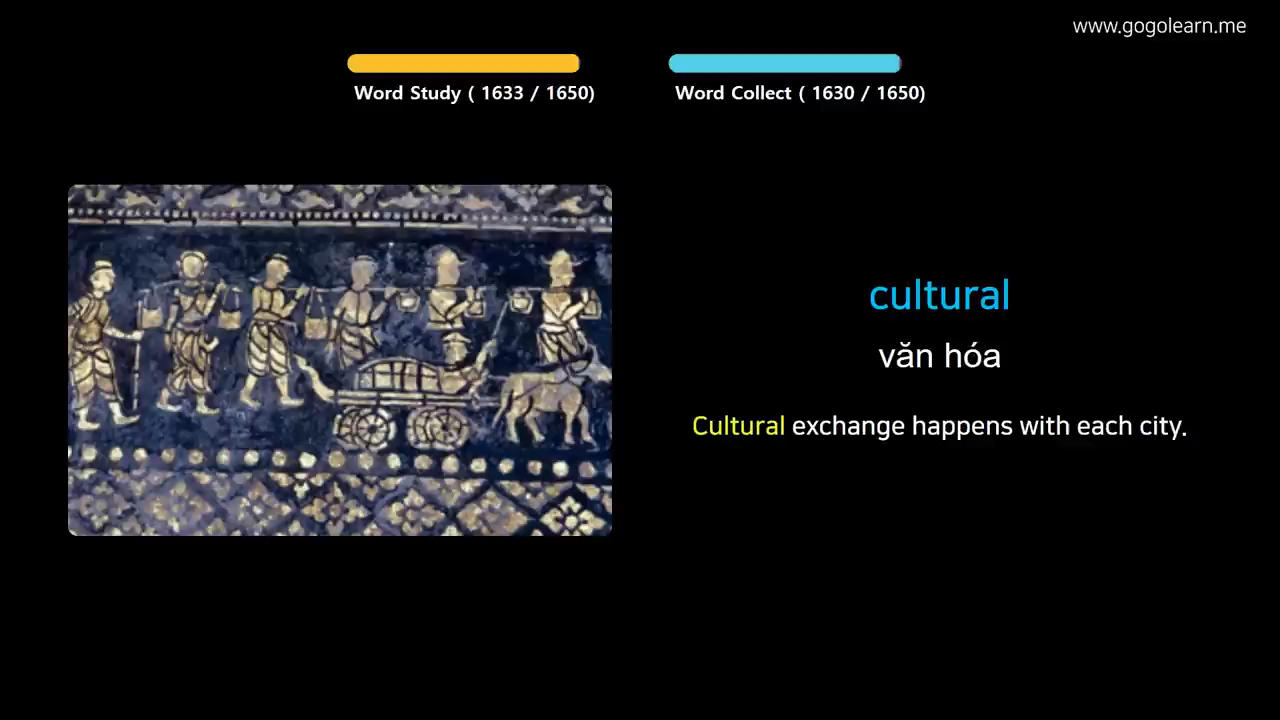 www.gogolearn.me
Word Study ( 1633 / 1650)
Word Collect ( 1630 / 1650)
cultural
văn hóa
Cultural exchange happens with each city.